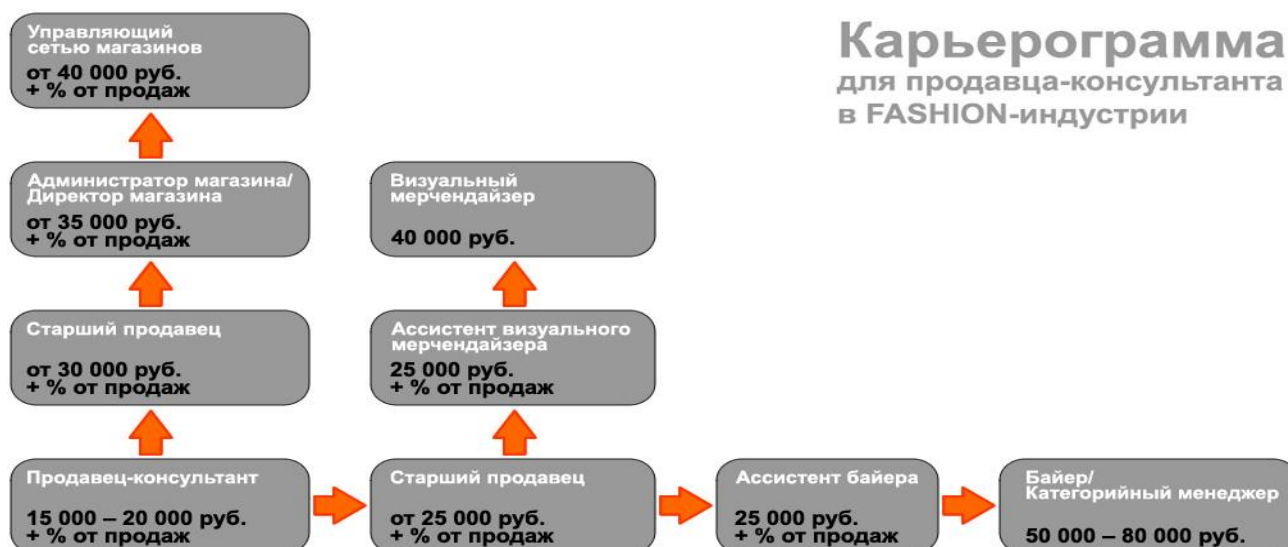 Карьерограмма
для продавца-консультанта
в FASHION-индустрии
Управляющий
сетью магазинов
от 40 000 руб.
+ % от продаж
Администратор магазина/
Директор магазина
от 35 000 руб.
+ % от продаж
Визуальный
мерчендайзер
40 000 руб.
Старший продавец
от 30 000 руб.
+ % от продаж
Ассистент визуального
мерчендайзера
25 000 руб.
+ % от продаж
Продавец-консультант
15 000 – 20 000 руб.
+ % от продаж
Старший продавец
от 25 000 руб.
+ % от продаж
Ассистент байера
25 000 руб.
+ % от продаж
Байер/
Категорийный менеджер
50 000 – 80 000 руб.